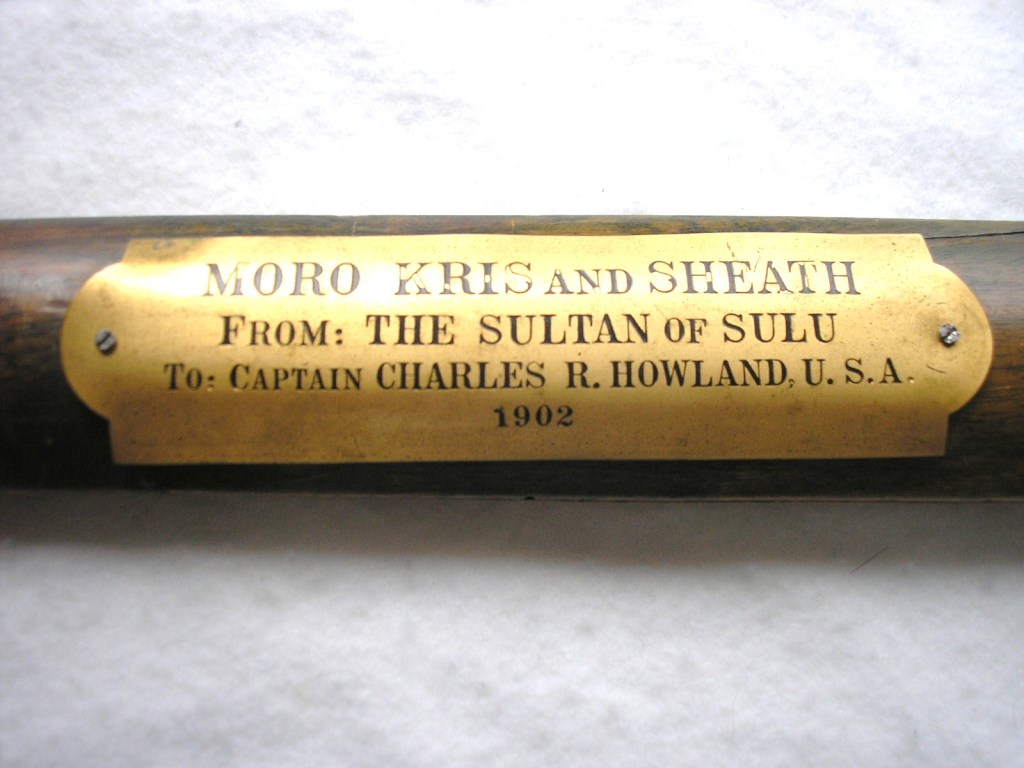 MORO KRIS AND SHEATH
FROM: THE SULTAN OF SULU
TO: CAPTAIN CHARLES R. HOWLAND, U.S.A.
1902